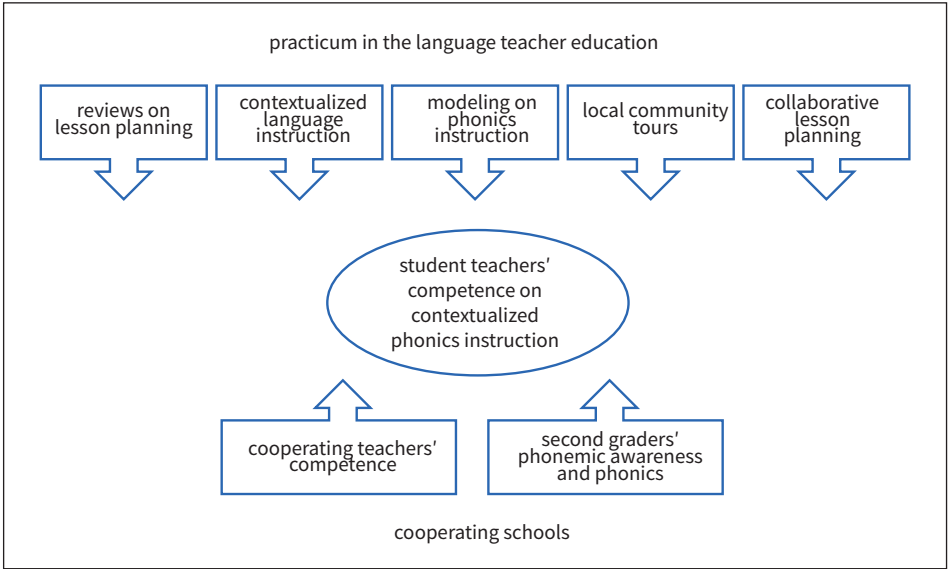 practicum in the language teacher education
reviews on
lesson planning
contextualized
language
instruction
modeling on
phonics
instruction
local community
tours
collaborative
lesson
planning
student teachers'
competence on
contextualized
phonics instruction
cooperating teachers'
competence
second graders'
phonemic awareness
and phonics
cooperating schools